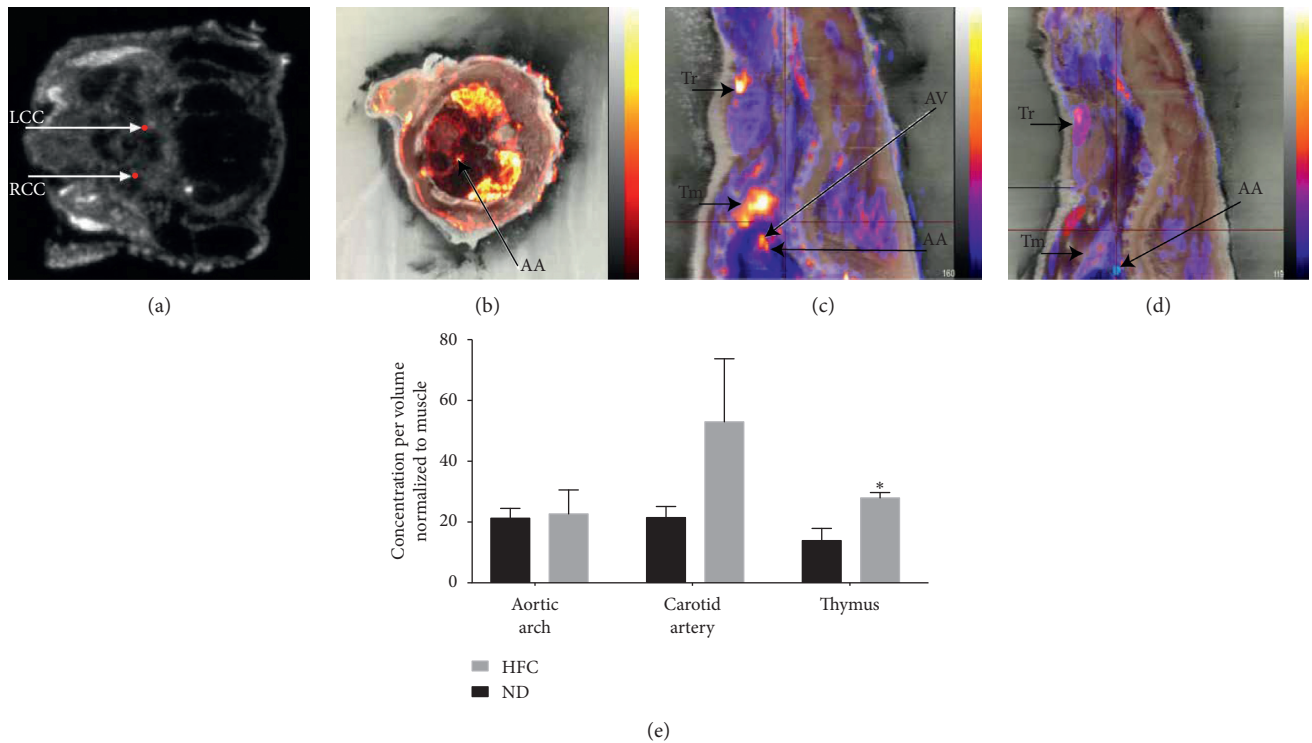 LCC
RCC
(a)
AA
(b)
Tr
AV
Tm
AA
160
(c)
Tr
AA
Tm
119
(d)
Concentration per volume
normalized to muscle
80
60
40
20
0
*
Aortic
arch
Carotid
artery
Thymus
HFC
ND
(e)